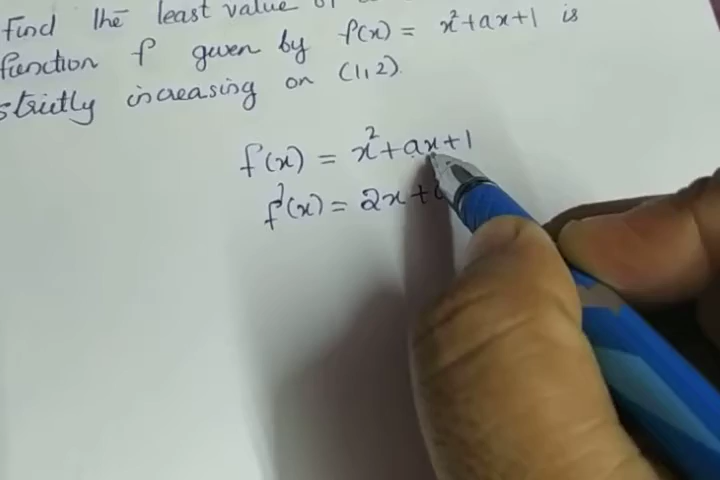 Find the least value of
function f given by f(x) = x²+ax+1 is
strictly increasing on (1,2).
f(x) = x²+ax+1
f'(x) = 2x+